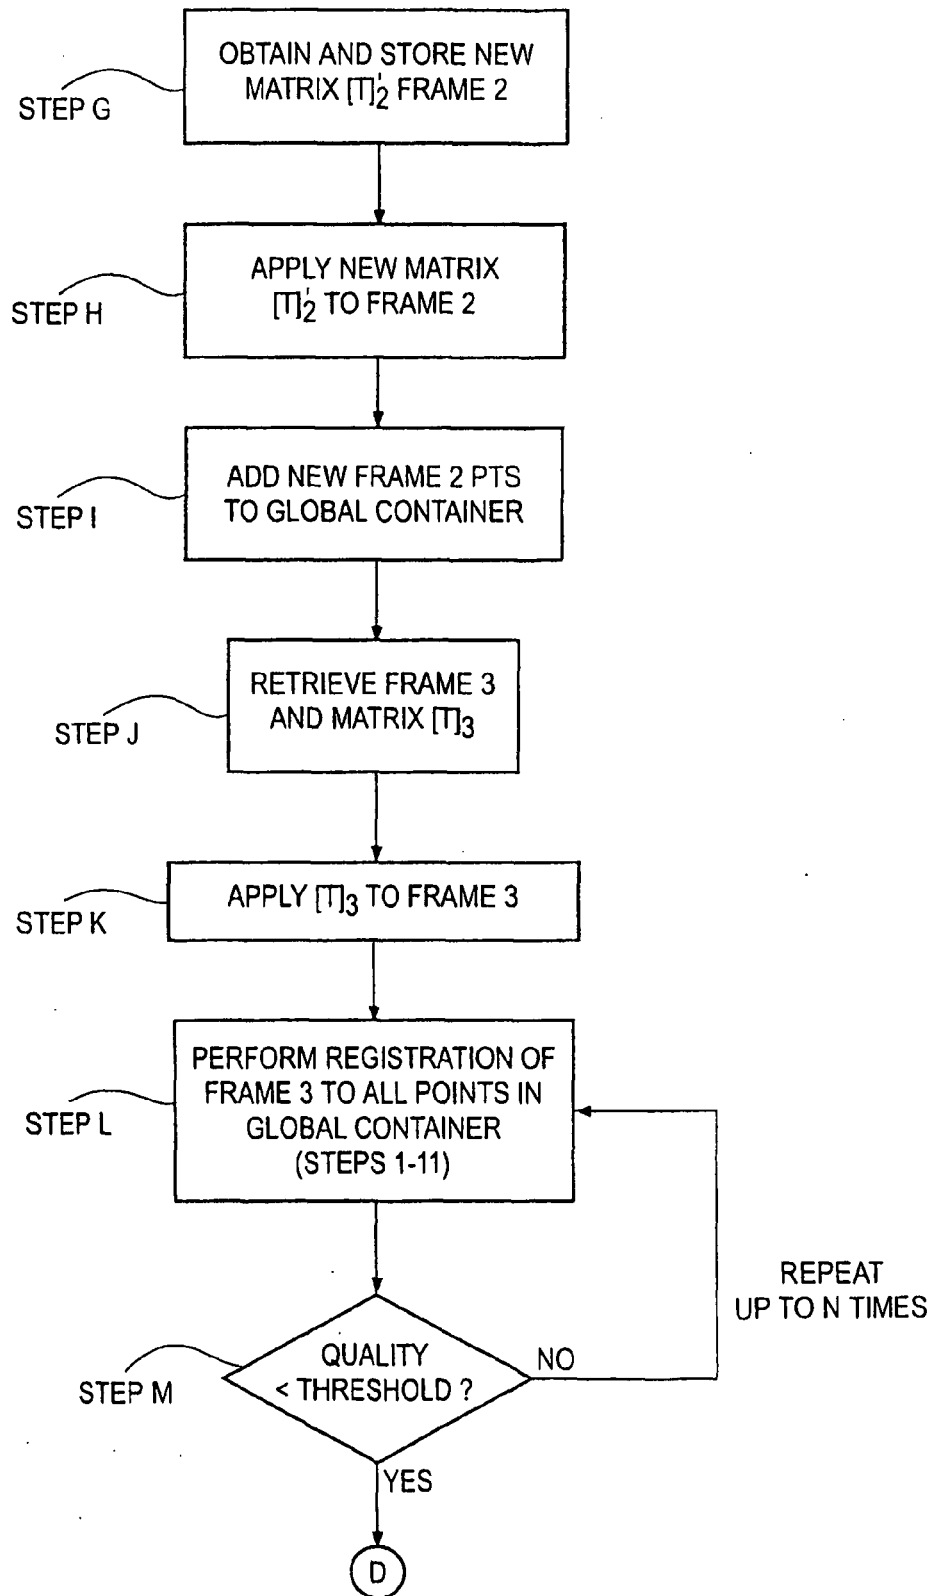 OBTAIN AND STORE NEW
MATRIX [T]'2 FRAME 2
STEP G
APPLY NEW MATRIX
[T]'2 TO FRAME 2
STEP H
ADD NEW FRAME 2 PTS
TO GLOBAL CONTAINER
STEP I
RETRIEVE FRAME 3
AND MATRIX [T]3
STEP J
APPLY [T]3 TO FRAME 3
STEP K
PERFORM REGISTRATION OF
FRAME 3 TO ALL POINTS IN
GLOBAL CONTAINER
(STEPS 1-11)
STEP L
REPEAT
UP TO N TIMES
QUALITY
< THRESHOLD ?
NO
STEP M
YES
D